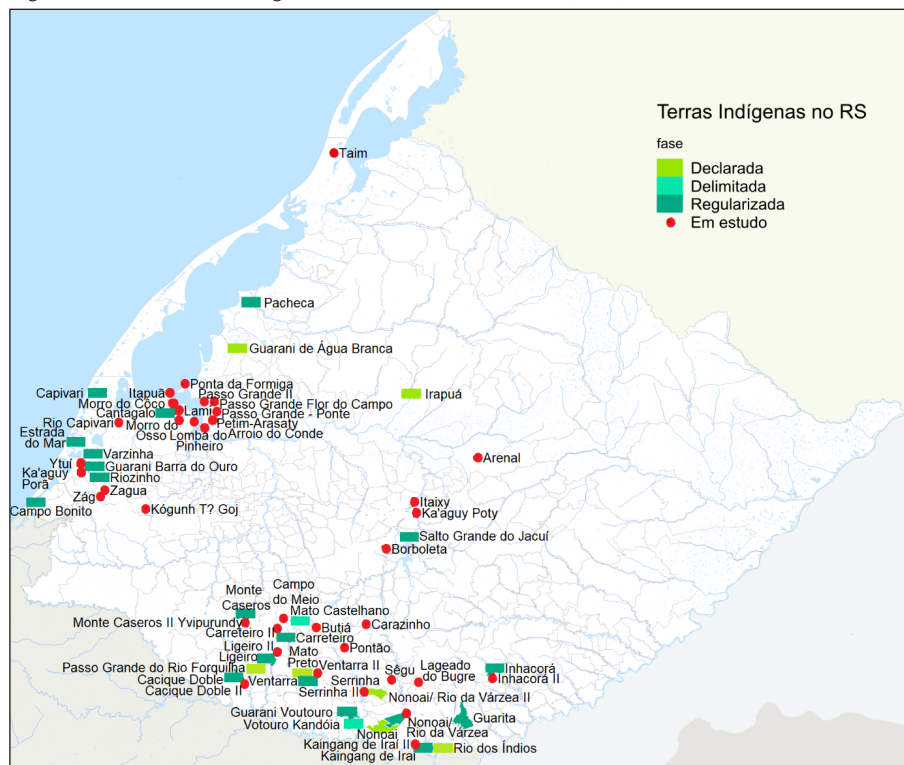 Terras Indígenas no RS
fase
Declarada
Delimitada
Regularizada
Em estudo
Taim
Pacheca
Guarani de Água Branca
Ponta da Formiga
Capivari
Itapuã
Passo Grande II
Irapuá
Morro do Côco
Passo Grande Flor do Campo
Cantagalo
Lami
Passo Grande - Ponte
Rio Capivari
Morro do
Osso
Petim-Arasaty
Lomba do
Pinheiro
Arroio do Conde
Estrada
do Mar
Varzinha
Arenal
Ytuí
Guarani Barra do Ouro
Ka'aguy
Porã
Riozinho
Zagua
Zág
Campo Bonito
Kógunh T? Goj
Itaixy
Ka'aguy Poty
Salto Grande do Jacuí
Borboleta
Monte
Caseros
Campo
do Meio
Mato Castelhano
Monte Caseros II Yvipurundy
Carreteiro II
Butiá
Carazinho
Carreteiro
Ligeiro II
Ligeiro
Mato
Preto
Pontão
Passo Grande do Rio Forquilha
Ventarra II
Cacique Doble
Ventarra
Cacique Doble II
Serrinha
Serrinha II
Sêgu
Lageado
do Bugre
Inhacorá
Inhacorá II
Nonoai/ Rio da Várzea II
Guarani Voutouro
Votouro Kandóia
Nonoai
Nonoai/
Rio da Várzea
Guarita
Kaingang de Iraí II
Kaingang de Iraí
Rio dos Índios